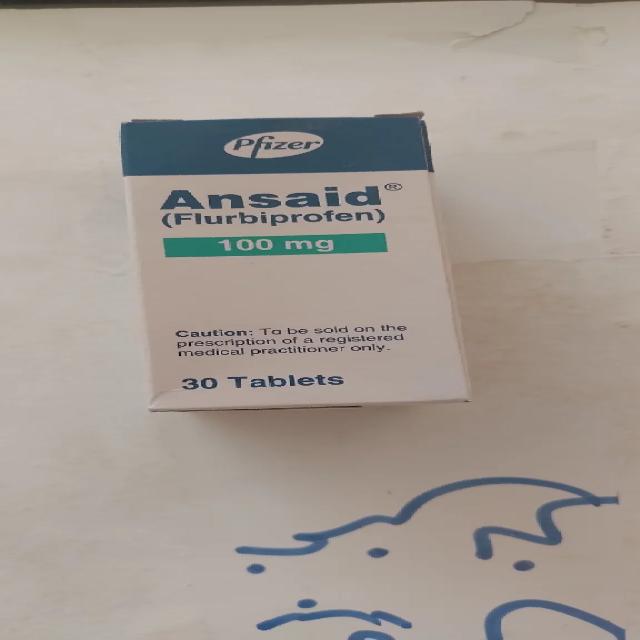 Pfizer
Ansaid®
(Flurbiprofen)
100 mg
Caution: To be sold on the
prescription of a registered
medical practitioner only.
30 Tablets